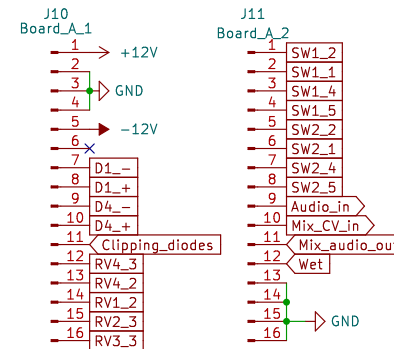 J10
Board_A_1
1 +12V
2
3 GND
4
5 -12V
6
7 D1_-
8 D1_+
9 D4_-
10 D4_+
11 Clipping_diodes
12 RV4_3
13 RV4_2
14 RV1_2
15 RV2_3
16 RV3_3
J11
Board_A_2
1 SW1_2
2 SW1_1
3 SW1_4
4 SW1_5
5 SW2_2
6 SW2_1
7 SW2_4
8 SW2_5
9 Audio_in
10 Mix_CV_in
11 Mix_audio_out
12 Wet
13
14
15 GND
16